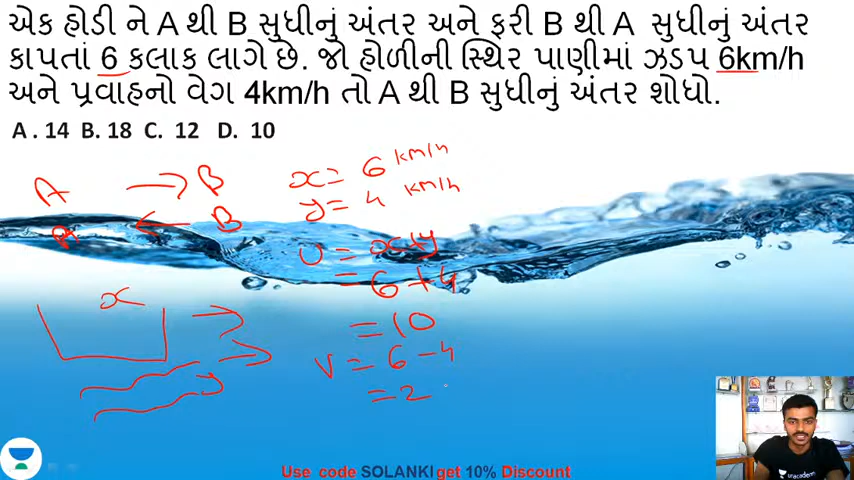 એક હોડી ને A થી B સુધીનું અંતર અને ફરી B થી A સુધીનું અંતર
કાપતાં 6 કલાક લાગે છે. જો હોળીની સ્થિર પાણીમાં ઝડપ 6km/h
અને પ્રવાહનો વેગ 4km/h તો A થી B સુધીનું અંતર શોધો.
A . 14 B. 18 C. 12 D. 10
A → B
A ← B
x
x = 6 km/h
y = 4 km/h
U = x+y
= 6+4
= 10
V = 6-4
= 2
unacademy
Use code SOLANKI get 10% Discount